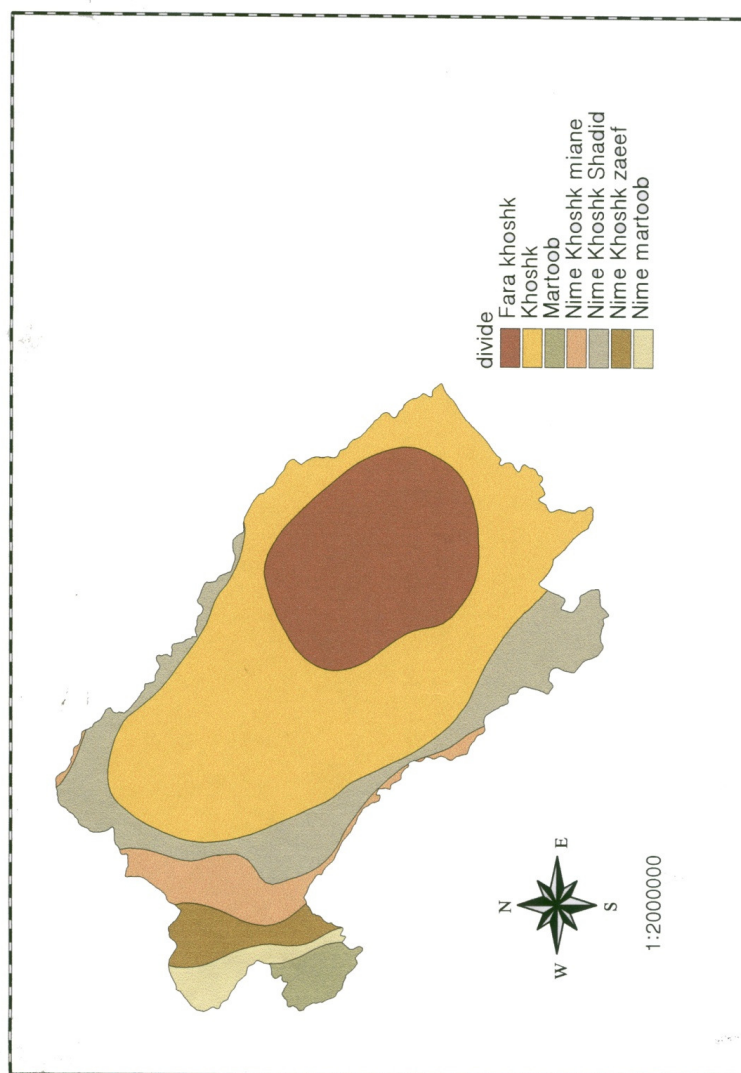 divide
Fara khoshk
Khoshk
Martoob
Nime Khoshk miane
Nime Khoshk Shadid
Nime Khoshk zaeef
Nime martoob
N
W
E
S
1:2000000